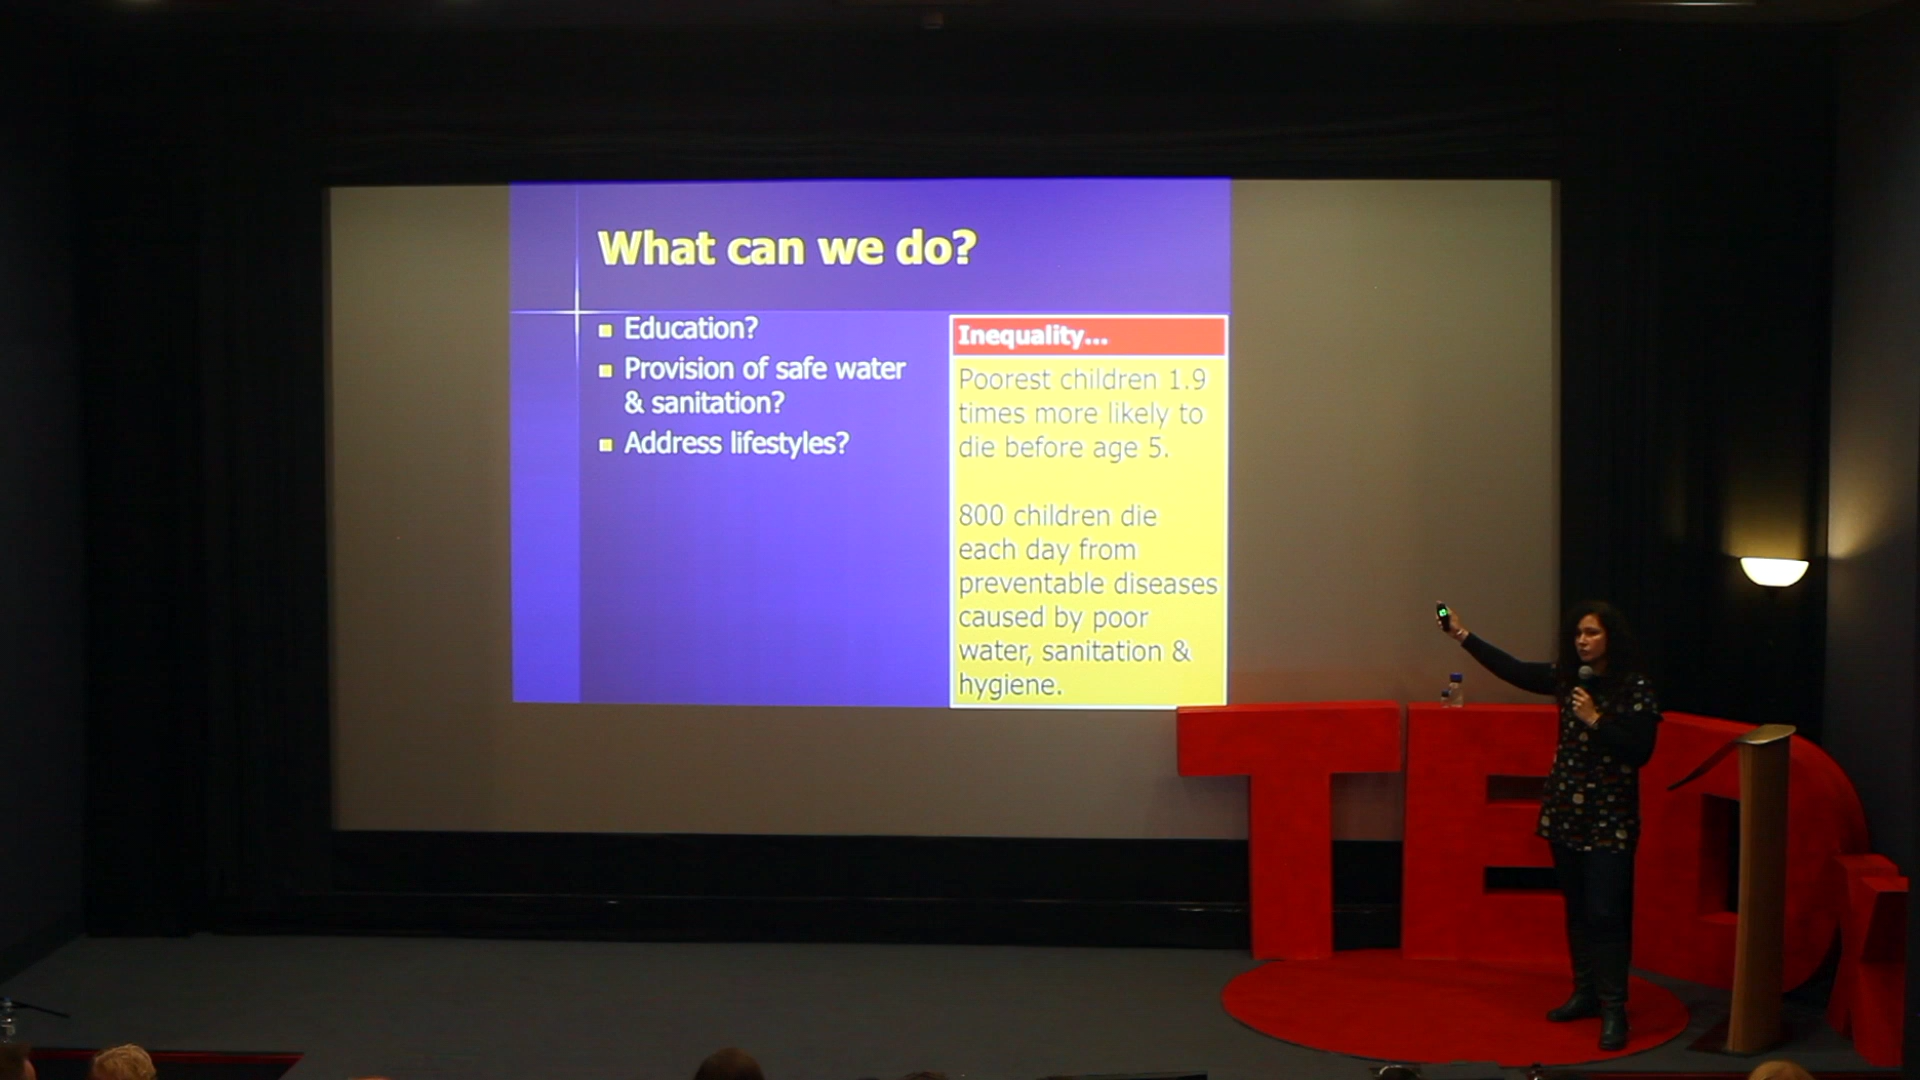 What can we do?
Education?
Provision of safe water
& sanitation?
Address lifestyles?
Inequality...
Poorest children 1.9
times more likely to
die before age 5.
800 children die
each day from
preventable diseases
caused by poor
water, sanitation &
hygiene.
TEDx